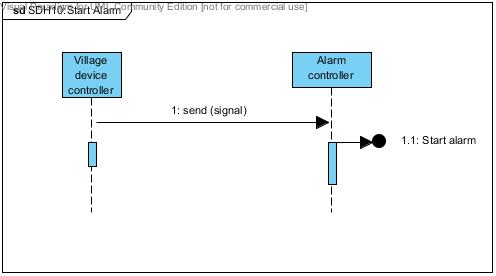 Visual Paradigm for UML Community Edition [not for commercial use]
sd SDH10:Start Alarm
Village
device
controller
Alarm
controller
1: send (signal)
1.1: Start alarm